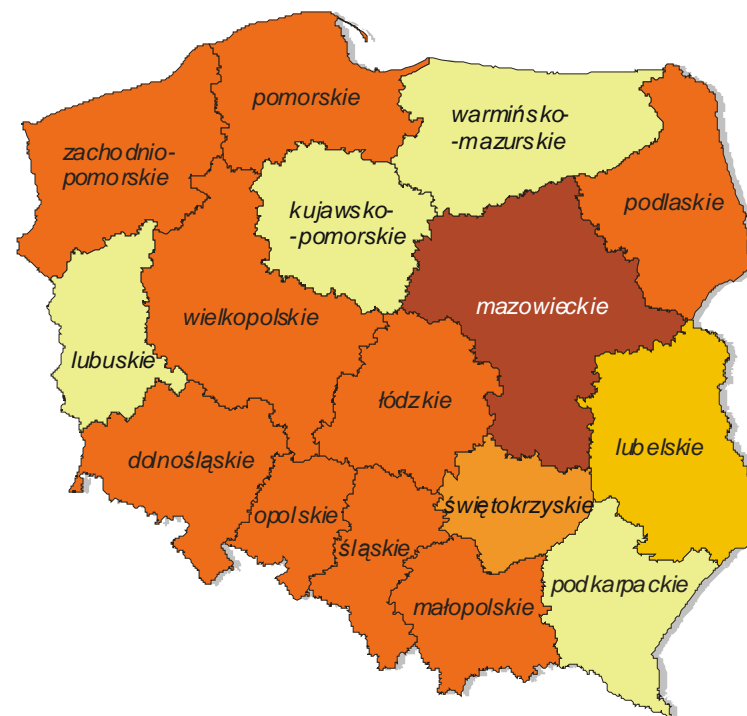 pomorskie
warmińsko-
-mazurskie
zachodnio-
pomorskie
podlaskie
kujawsko-
-pomorskie
mazowieckie
wielkopolskie
lubuskie
łódzkie
lubelskie
dolnośląskie
opolskie
świętokrzyskie
śląskie
podkarpackie
małopolskie